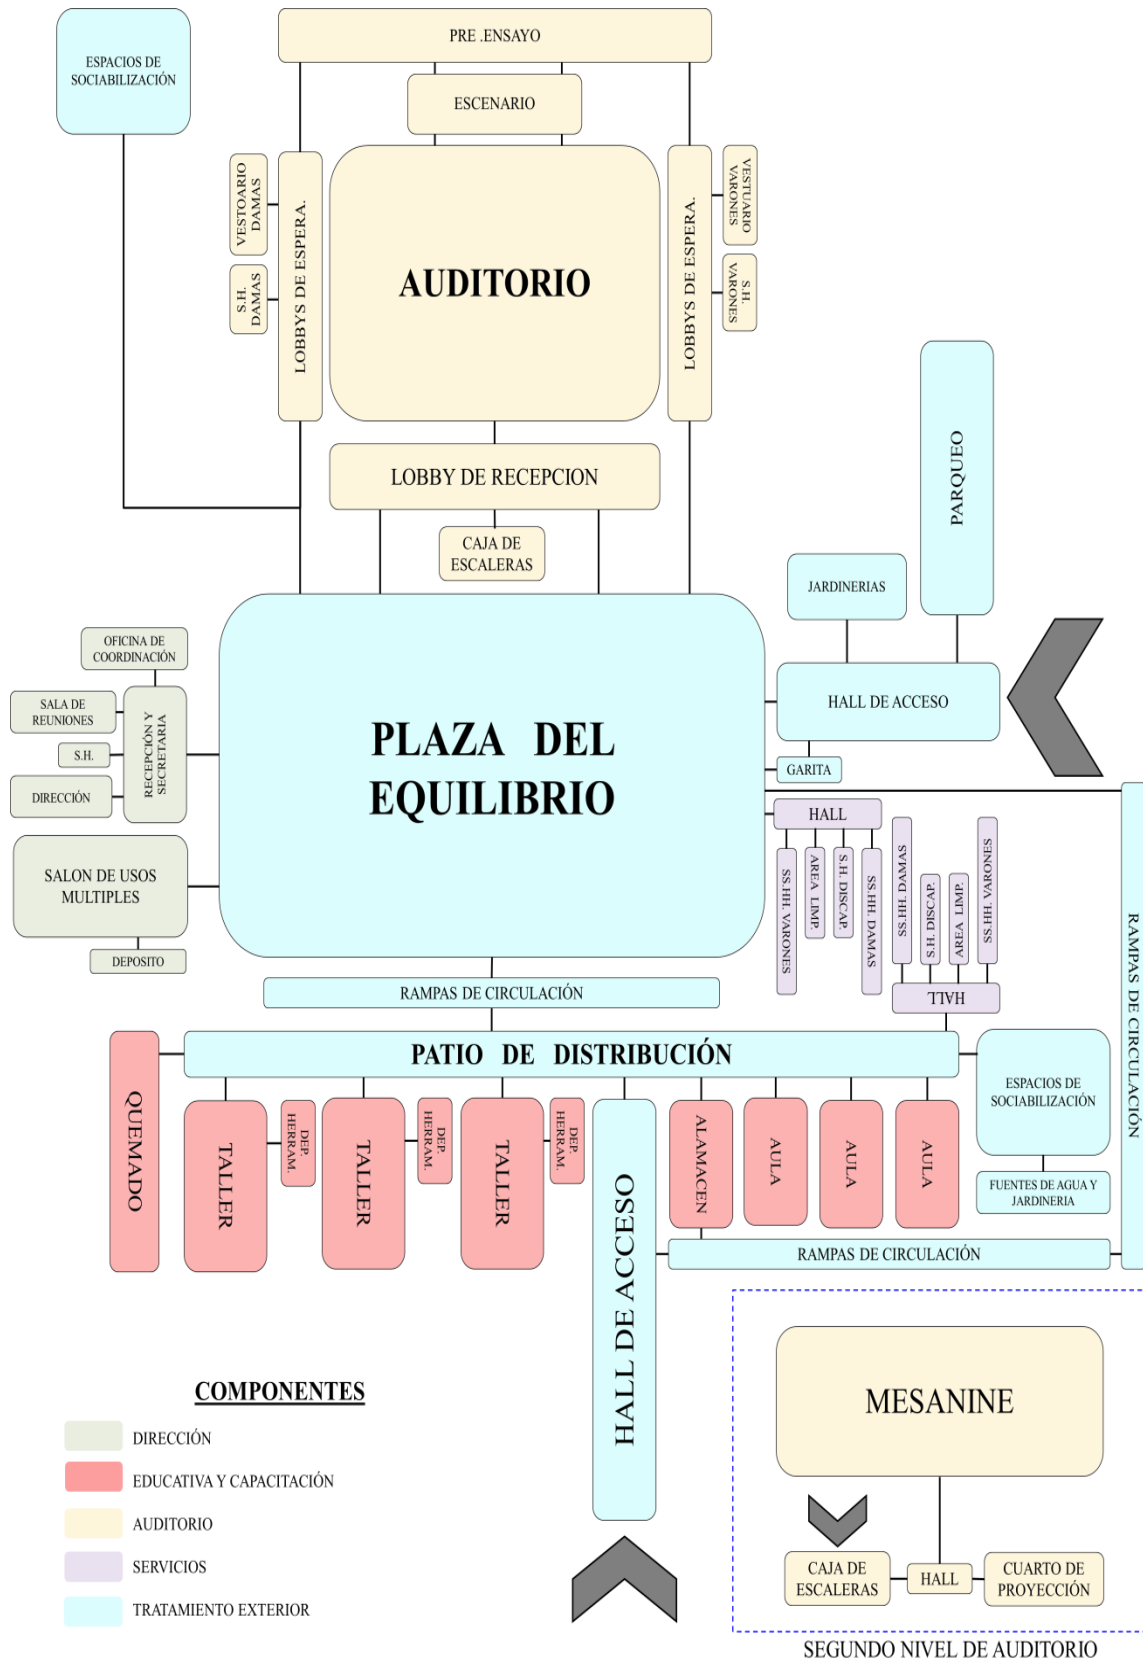 PRE .ENSAYO
ESPACIOS DE
SOCIABILIZACIÓN
ESCENARIO
VESTOARIO
DAMAS
S.H.
DAMAS
LOBBYS DE ESPERA.
AUDITORIO
LOBBYS DE ESPERA.
VESTUARIO
VARONES
S.H.
VARONES
LOBBY DE RECEPCION
CAJA DE
ESCALERAS
PARQUEO
JARDINERIAS
HALL DE ACCESO
GARITA
OFICINA DE
COORDINACIÓN
SALA DE
REUNIONES
S.H.
DIRECCIÓN
RECEPCIÓN Y
SECRETARIA
PLAZA DEL
EQUILIBRIO
SALON DE USOS
MULTIPLES
DEPOSITO
HALL
SS.HH. VARONES
AREA LIMP.
S.H. DISCAP.
SS.HH. DAMAS
SS.HH. DAMAS
S.H. DISCAP.
AREA LIMP.
SS.HH. VARONES
HALL
RAMPAS DE CIRCULACIÓN
RAMPAS DE CIRCULACIÓN
PATIO DE DISTRIBUCIÓN
QUEMADO
TALLER
DEP.
HERRAM.
TALLER
DEP.
HERRAM.
TALLER
DEP.
HERRAM.
HALL DE ACCESO
ALAMACEN
AULA
AULA
AULA
ESPACIOS DE
SOCIABILIZACIÓN
FUENTES DE AGUA Y
JARDINERIA
RAMPAS DE CIRCULACIÓN
COMPONENTES
DIRECCIÓN
EDUCATIVA Y CAPACITACIÓN
AUDITORIO
SERVICIOS
TRATAMIENTO EXTERIOR
MESANINE
CAJA DE
ESCALERAS
HALL
CUARTO DE
PROYECCIÓN
SEGUNDO NIVEL DE AUDITORIO